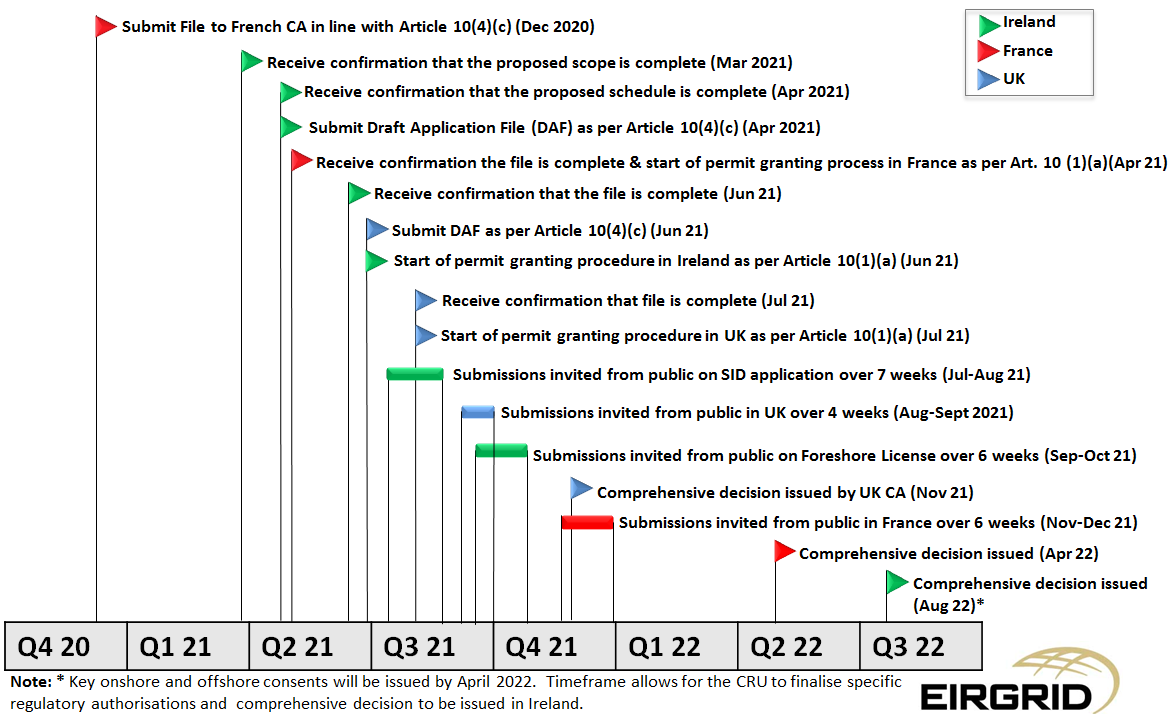 Submit File to French CA in line with Article 10(4)(c) (Dec 2020)
Ireland
France
UK
Receive confirmation that the proposed scope is complete (Mar 2021)
Receive confirmation that the proposed schedule is complete (Apr 2021)
Submit Draft Application File (DAF) as per Article 10(4)(c) (Apr 2021)
Receive confirmation the file is complete & start of permit granting process in France as per Art. 10 (1)(a)(Apr 21)
Receive confirmation that the file is complete (Jun 21)
Submit DAF as per Article 10(4)(c) (Jun 21)
Start of permit granting procedure in Ireland as per Article 10(1)(a) (Jun 21)
Receive confirmation that file is complete (Jul 21)
Start of permit granting procedure in UK as per Article 10(1)(a) (Jul 21)
Submissions invited from public on SID application over 7 weeks (Jul-Aug 21)
Submissions invited from public in UK over 4 weeks (Aug-Sept 2021)
Submissions invited from public on Foreshore License over 6 weeks (Sep-Oct 21)
Comprehensive decision issued by UK CA (Nov 21)
Submissions invited from public in France over 6 weeks (Nov-Dec 21)
Comprehensive decision issued (Apr 22)
Comprehensive decision issued
(Aug 22)*
Q4 20 Q1 21 Q2 21 Q3 21 Q4 21 Q1 22 Q2 22 Q3 22
Note: * Key onshore and offshore consents will be issued by April 2022. Timeframe allows for the CRU to finalise specific
regulatory authorisations and comprehensive decision to be issued in Ireland.
EIRGRID